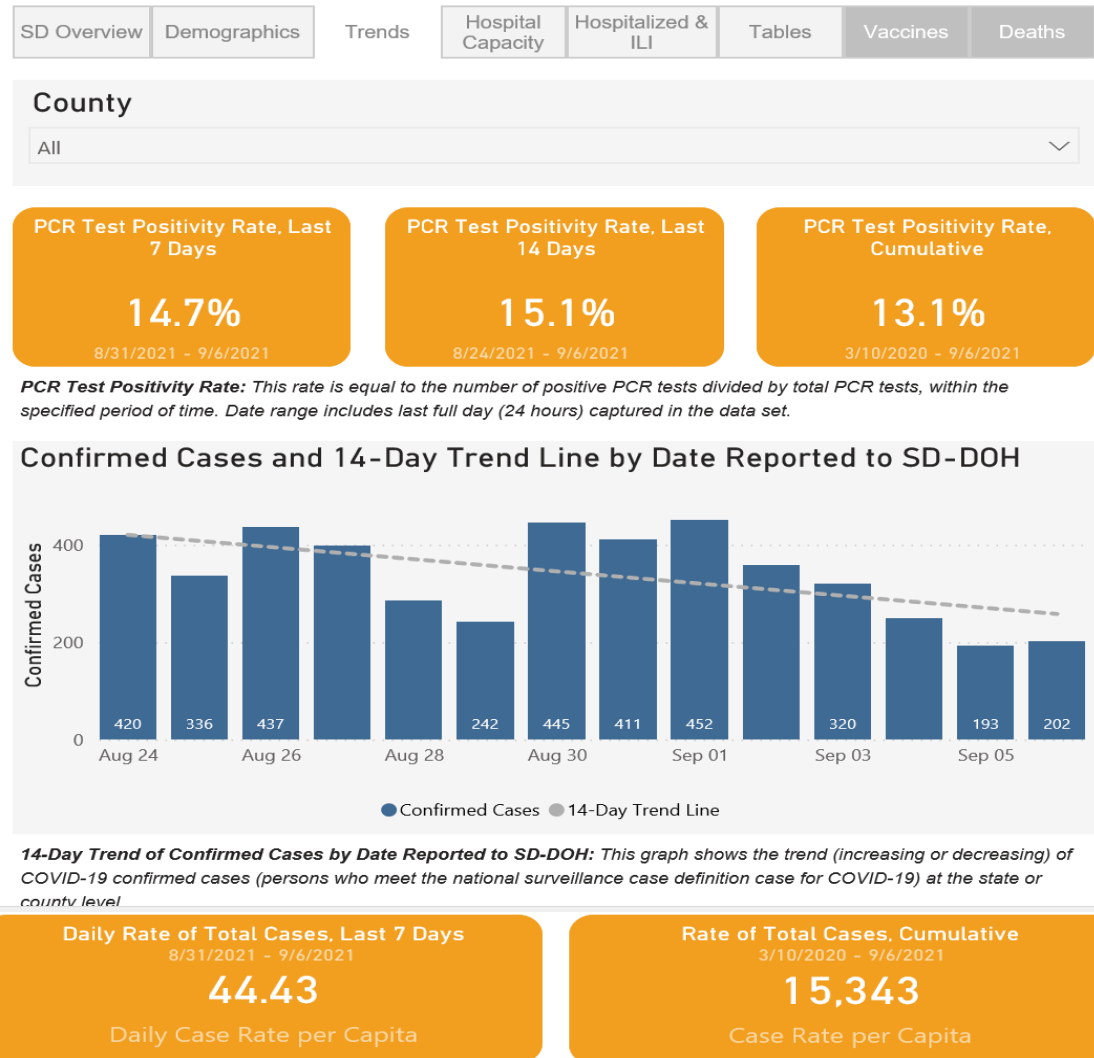 SD Overview
Demographics
Trends
Hospital
Capacity
Hospitalized &
ILI
Tables
Vaccines
Deaths
County
All
PCR Test Positivity Rate, Last
7 Days
14.7%
8/31/2021 - 9/6/2021
PCR Test Positivity Rate, Last
14 Days
15.1%
8/24/2021 - 9/6/2021
PCR Test Positivity Rate,
Cumulative
13.1%
3/10/2020 - 9/6/2021
PCR Test Positivity Rate: This rate is equal to the number of positive PCR tests divided by total PCR tests, within the
specified period of time. Date range includes last full day (24 hours) captured in the data set.
Confirmed Cases and 14-Day Trend Line by Date Reported to SD-DOH
Confirmed Cases
400
200
0
420 336 437 242 445 411 452 320 193 202
Aug 24 Aug 26 Aug 28 Aug 30 Sep 01 Sep 03 Sep 05
Confirmed Cases 14-Day Trend Line
14-Day Trend of Confirmed Cases by Date Reported to SD-DOH: This graph shows the trend (increasing or decreasing) of
COVID-19 confirmed cases (persons who meet the national surveillance case definition case for COVID-19) at the state or
county level
Daily Rate of Total Cases, Last 7 Days
8/31/2021 - 9/6/2021
44.43
Daily Case Rate per Capita
Rate of Total Cases, Cumulative
3/10/2020 - 9/6/2021
15,343
Case Rate per Capita